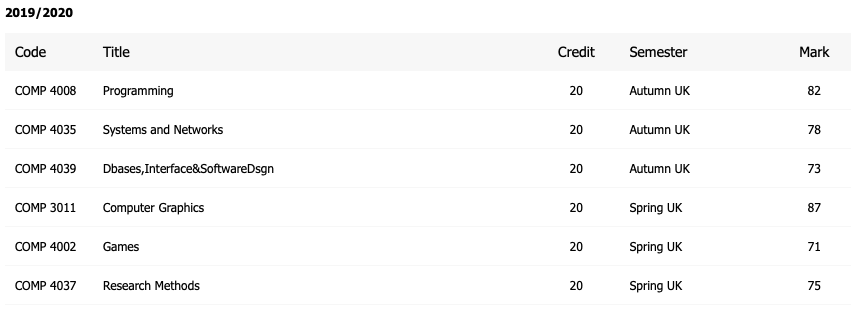 2019/2020
Code Title Credit Semester Mark
COMP 4008 Programming 20 Autumn UK 82
COMP 4035 Systems and Networks 20 Autumn UK 78
COMP 4039 Dbases,Interface&SoftwareDsgn 20 Autumn UK 73
COMP 3011 Computer Graphics 20 Spring UK 87
COMP 4002 Games 20 Spring UK 71
COMP 4037 Research Methods 20 Spring UK 75